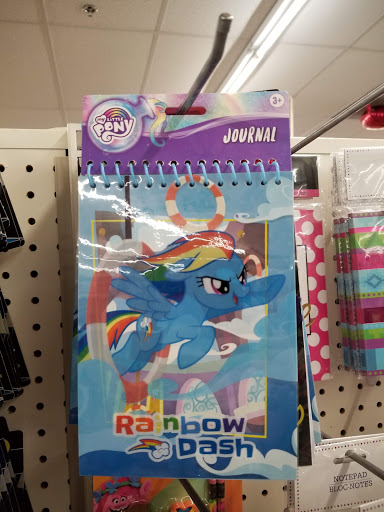 my LITTLE PONY
3+
JOURNAL
Rainbow
Dash
NOTEPAD
BLOC-NOTES